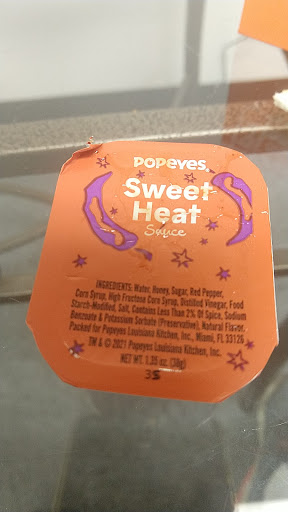 POPEYES.
Sweet
Heat
Sauce
INGREDIENTS: Water, Honey, Sugar, Red Pepper,
Corn Syrup, High Fructose Corn Syrup, Distilled Vinegar, Food
Starch-Modified, Salt, Contains Less Than 2% Of Spice, Sodium
Benzoate & Potassium Sorbate (Preservative), Natural Flavor.
Packed for Popeyes Louisiana Kitchen, Inc., Miami, FL 33126
TM & © 2021 Popeyes Louisiana Kitchen, Inc.
NET WT. 1.35 oz. (38g)
3S